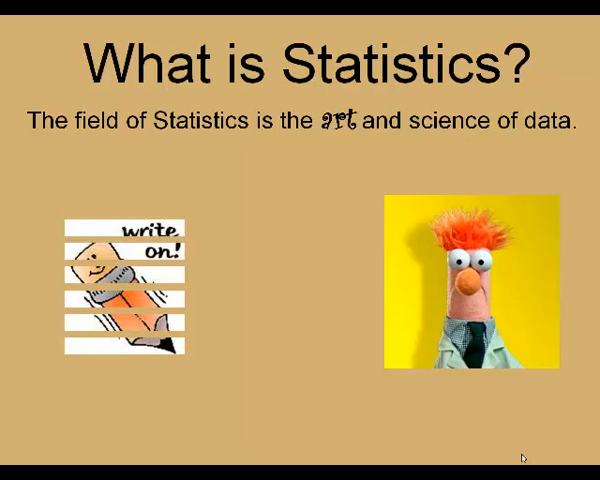 What is Statistics?
The field of Statistics is the art and science of data.
write
on!